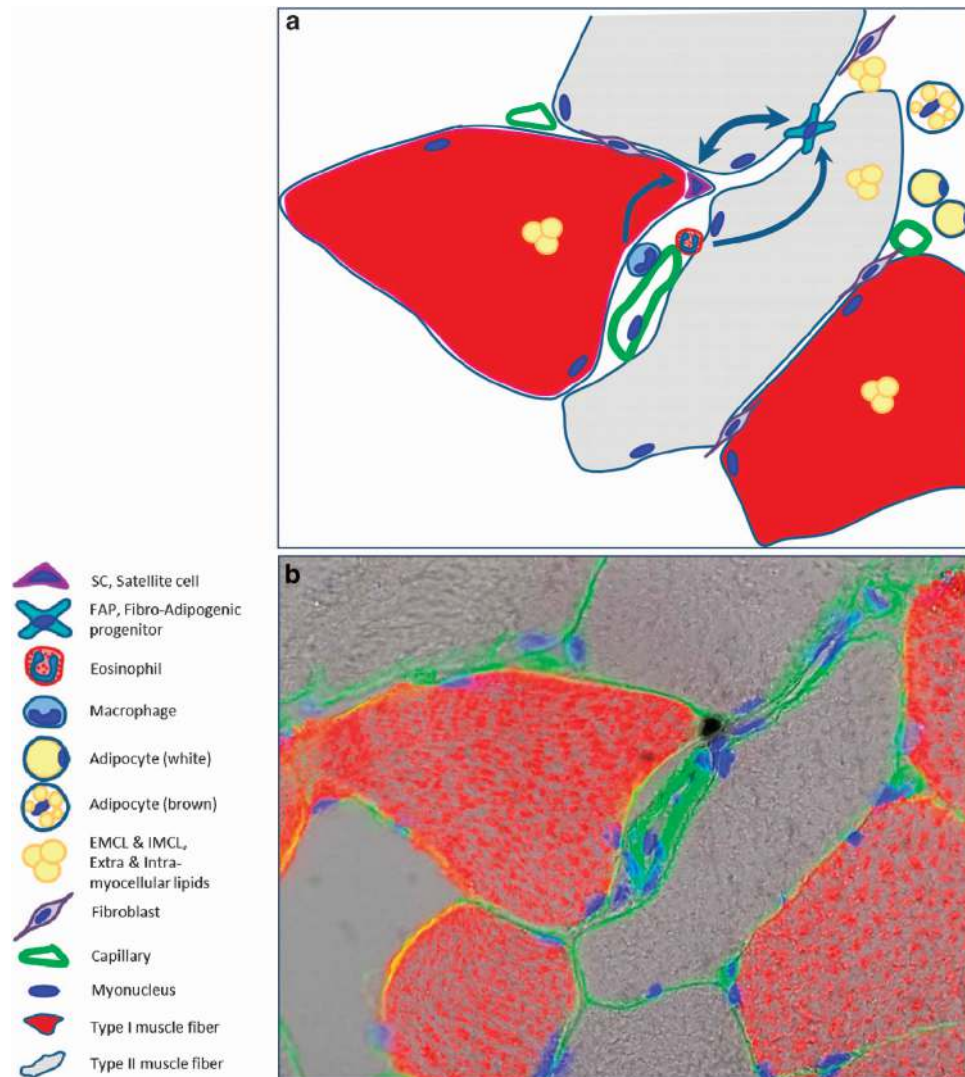 a
b
SC, Satellite cell
FAP, Fibro-Adipogenic
progenitor
Eosinophil
Macrophage
Adipocyte (white)
Adipocyte (brown)
EMCL & IMCL,
Extra & Intra-
myocellular lipids
Fibroblast
Capillary
Myonucleus
Type I muscle fiber
Type II muscle fiber